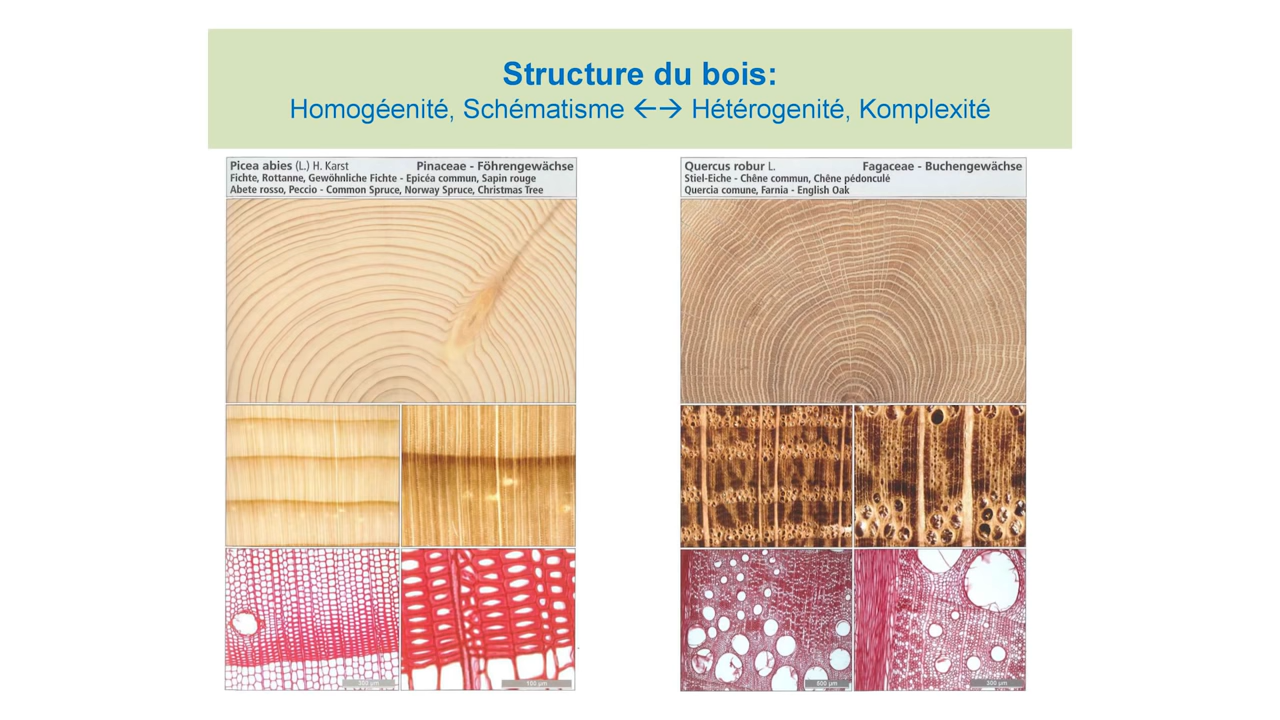 Structure du bois:
Homogéenité, Schématisme ←→ Hétérogenité, Komplexité
Picea abies (L.) H. Karst Pinaceae - Föhrengewächse
Fichte, Rottanne, Gewöhnliche Fichte - Epicéa commun, Sapin rouge
Abete rosso, Peccio - Common Spruce, Norway Spruce, Christmas Tree
Quercus robur L. Fagaceae - Buchengewächse
Stiel-Eiche - Chêne commun, Chêne pédonculé
Quercia comune, Farnia - English Oak
100 µm
300 µm